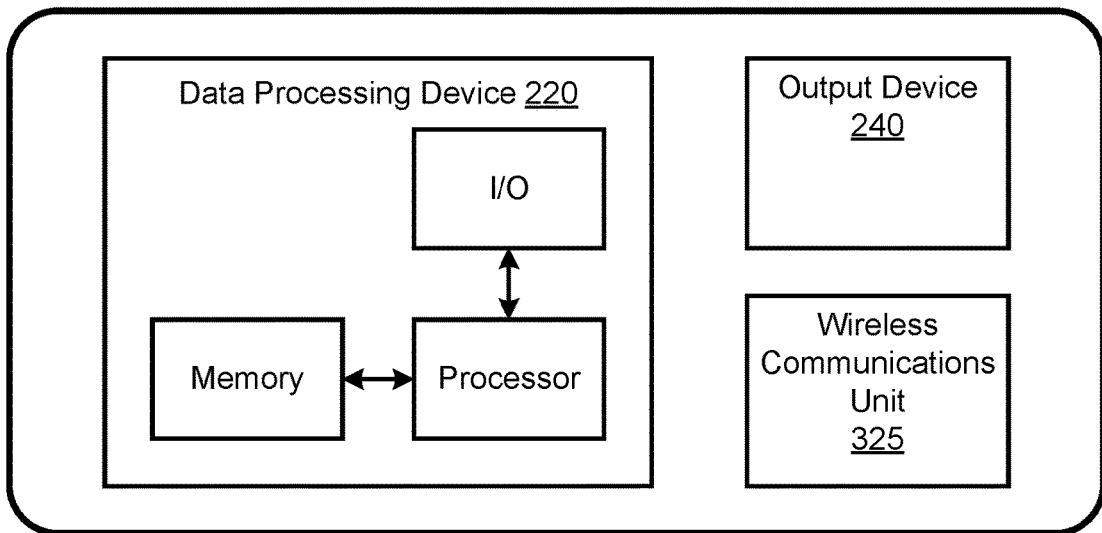 Data Processing Device 220
I/O
Memory
Processor
Output Device
240
Wireless
Communications
Unit
325